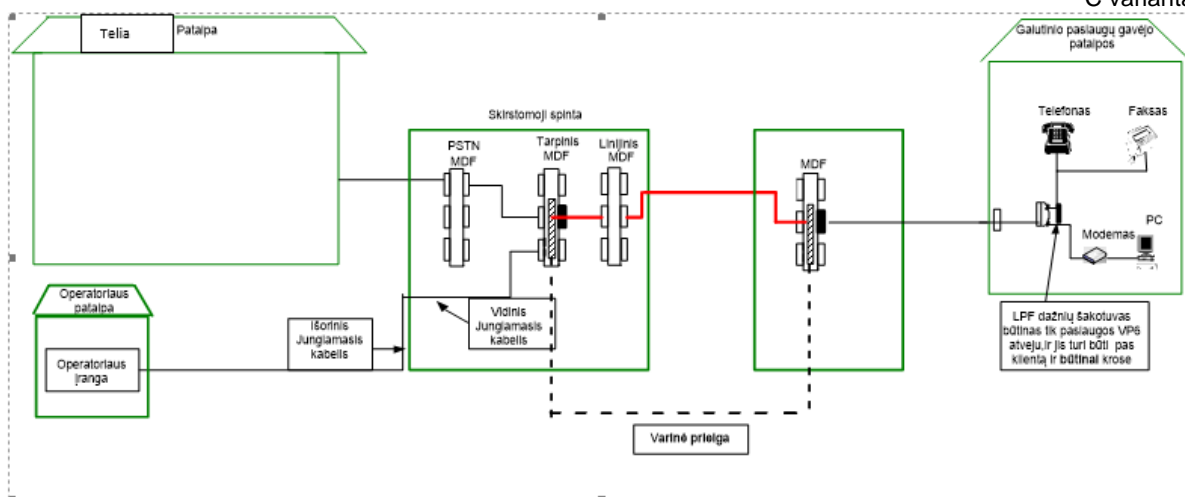 C varianta
Telia
Patalpa
Galutinio paslaugų gavėjo
patalpos
Skirstomoji spinta
Telefonas
Faksas
PSTN
MDF
Tarpinis
MDF
Linijinis
MDF
MDF
PC
Modemas
Operatoriaus
patalpa
Operatoriaus
įranga
Išorinis
Jungiamasis
kabelis
Vidinis
Jungiamasis
kabelis
LPF dažnių šakotuvas
būtinas tik paslaugos VP6
atveju,ir jis turi būti pas
klientą ir būtinai krose
Varinė prieiga